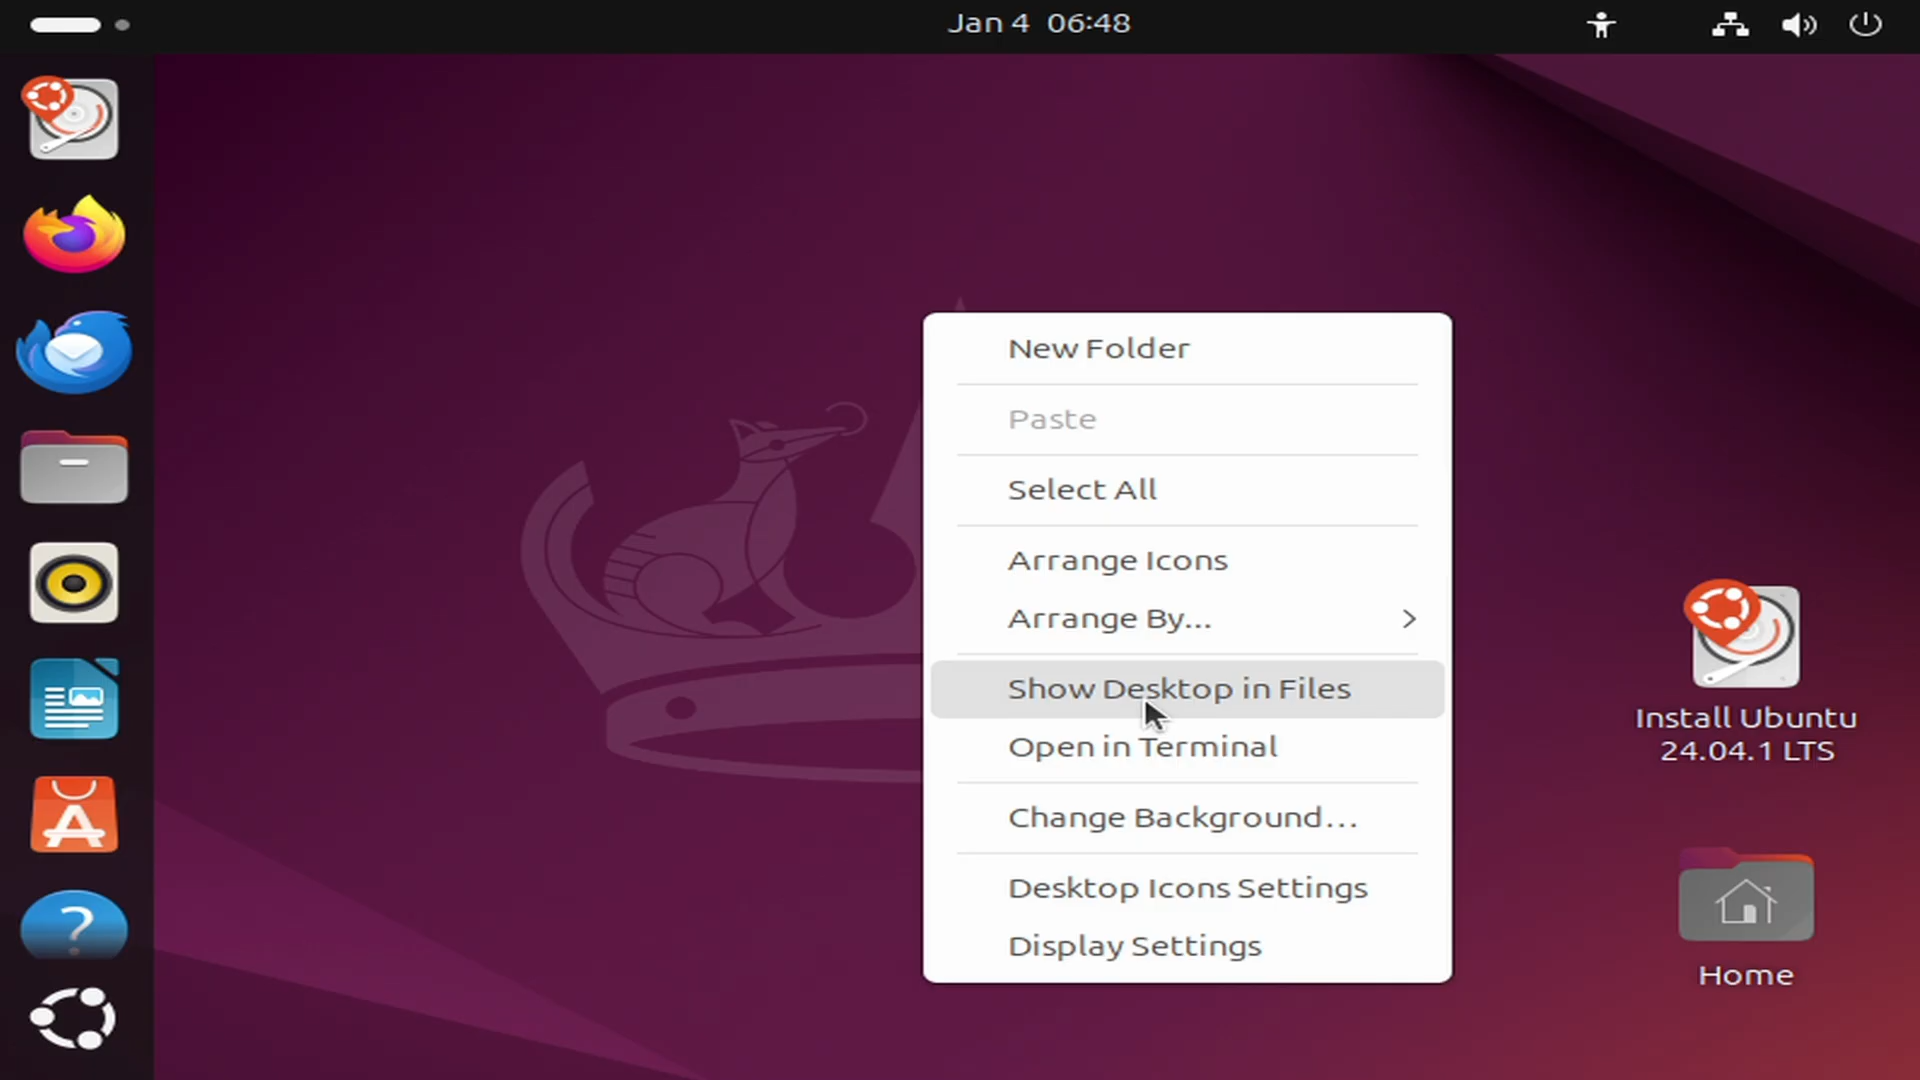 Jan 4 06:48
New Folder
Paste
Select All
Arrange Icons
Arrange By...
Show Desktop in Files
Open in Terminal
Change Background...
Desktop Icons Settings
Display Settings
Install Ubuntu
24.04.1 LTS
Home